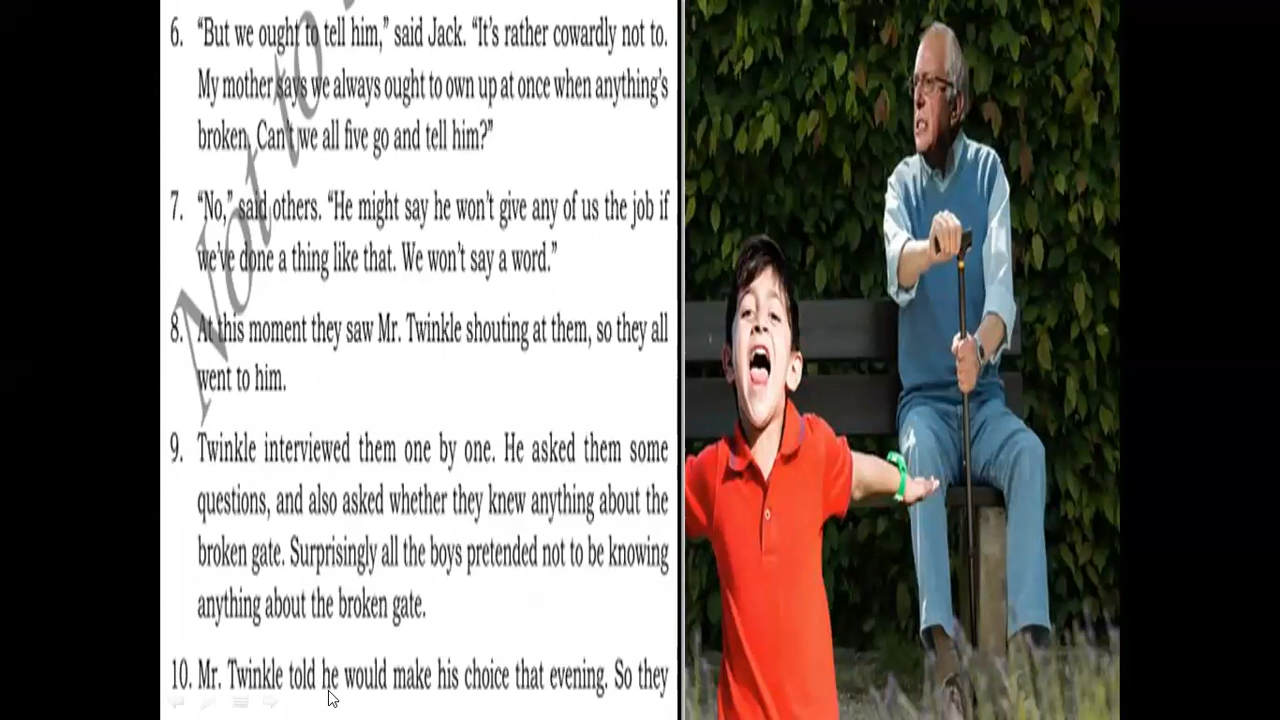 6. “But we ought to tell him,” said Jack. “It’s rather cowardly not to.
My mother says we always ought to own up at once when anything’s
broken. Can’t we all five go and tell him?”
7. “No,” said others. “He might say he won’t give any of us the job if
we’ve done a thing like that. We won’t say a word.”
8. At this moment they saw Mr. Twinkle shouting at them, so they all
went to him.
9. Twinkle interviewed them one by one. He asked them some
questions, and also asked whether they knew anything about the
broken gate. Surprisingly all the boys pretended not to be knowing
anything about the broken gate.
10. Mr. Twinkle told he would make his choice that evening. So they
Not to